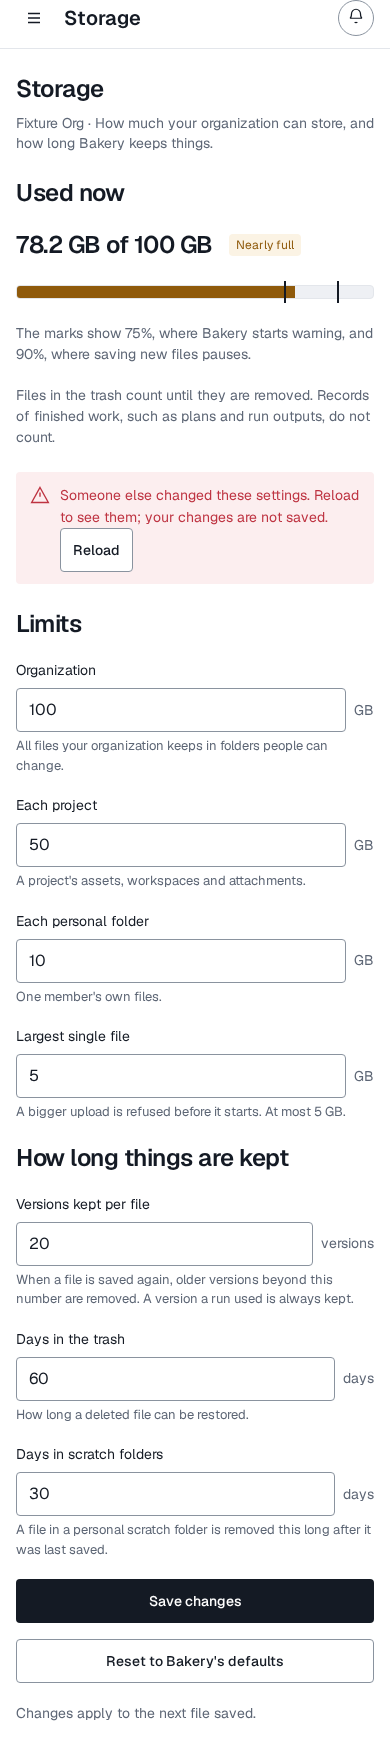 Storage
Storage
Fixture Org · How much your organization can store, and
how long Bakery keeps things.
Used now
78.2 GB of 100 GB Nearly full
The marks show 75%, where Bakery starts warning, and
90%, where saving new files pauses.
Files in the trash count until they are removed. Records
of finished work, such as plans and run outputs, do not
count.
Someone else changed these settings. Reload
to see them; your changes are not saved.
Reload
Limits
Organization
100 GB
All files your organization keeps in folders people can
change.
Each project
50 GB
A project's assets, workspaces and attachments.
Each personal folder
10 GB
One member's own files.
Largest single file
5 GB
A bigger upload is refused before it starts. At most 5 GB.
How long things are kept
Versions kept per file
20 versions
When a file is saved again, older versions beyond this
number are removed. A version a run used is always kept.
Days in the trash
60 days
How long a deleted file can be restored.
Days in scratch folders
30 days
A file in a personal scratch folder is removed this long after it
was last saved.
Save changes
Reset to Bakery's defaults
Changes apply to the next file saved.